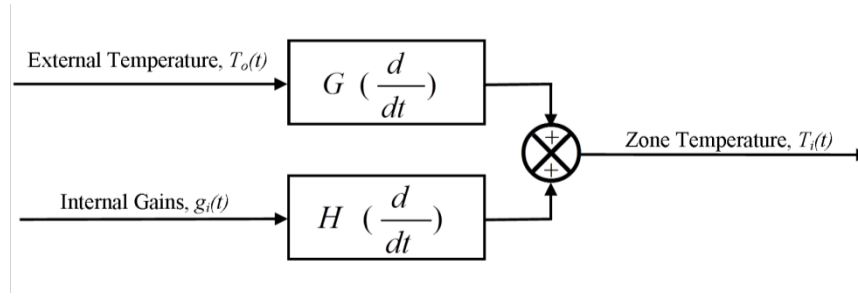 External Temperature, Tₒ(t)
G ( d/dt )
+
Zone Temperature, Tᵢ(t)
+
Internal Gains, gᵢ(t)
H ( d/dt )